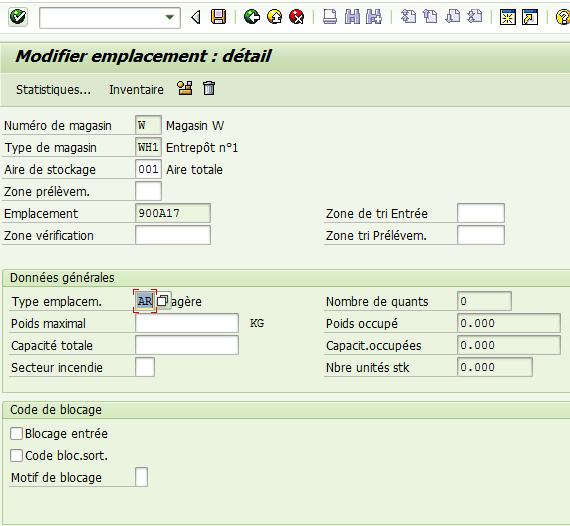 Modifier emplacement : détail
Statistiques... Inventaire
Numéro de magasin W Magasin W
Type de magasin WH1 Entrepôt n°1
Aire de stockage 001 Aire totale
Zone prélèvem.
Emplacement 900A17 Zone de tri Entrée
Zone vérification Zone tri Prélévem.
Données générales
Type emplacem. AR agère Nombre de quants 0
Poids maximal KG Poids occupé 0.000
Capacité totale Capacit.occupées 0.000
Secteur incendie Nbre unités stk 0.000
Code de blocage
Blocage entrée
Code bloc.sort.
Motif de blocage